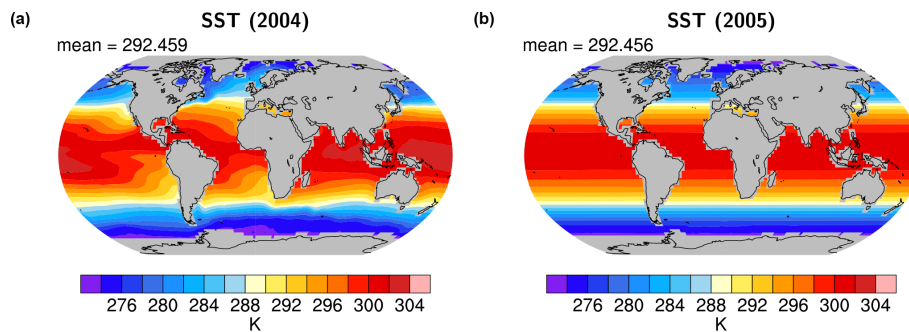 (a) SST (2004)
mean = 292.459
276 280 284 288 292 296 300 304
K
(b) SST (2005)
mean = 292.456
276 280 284 288 292 296 300 304
K